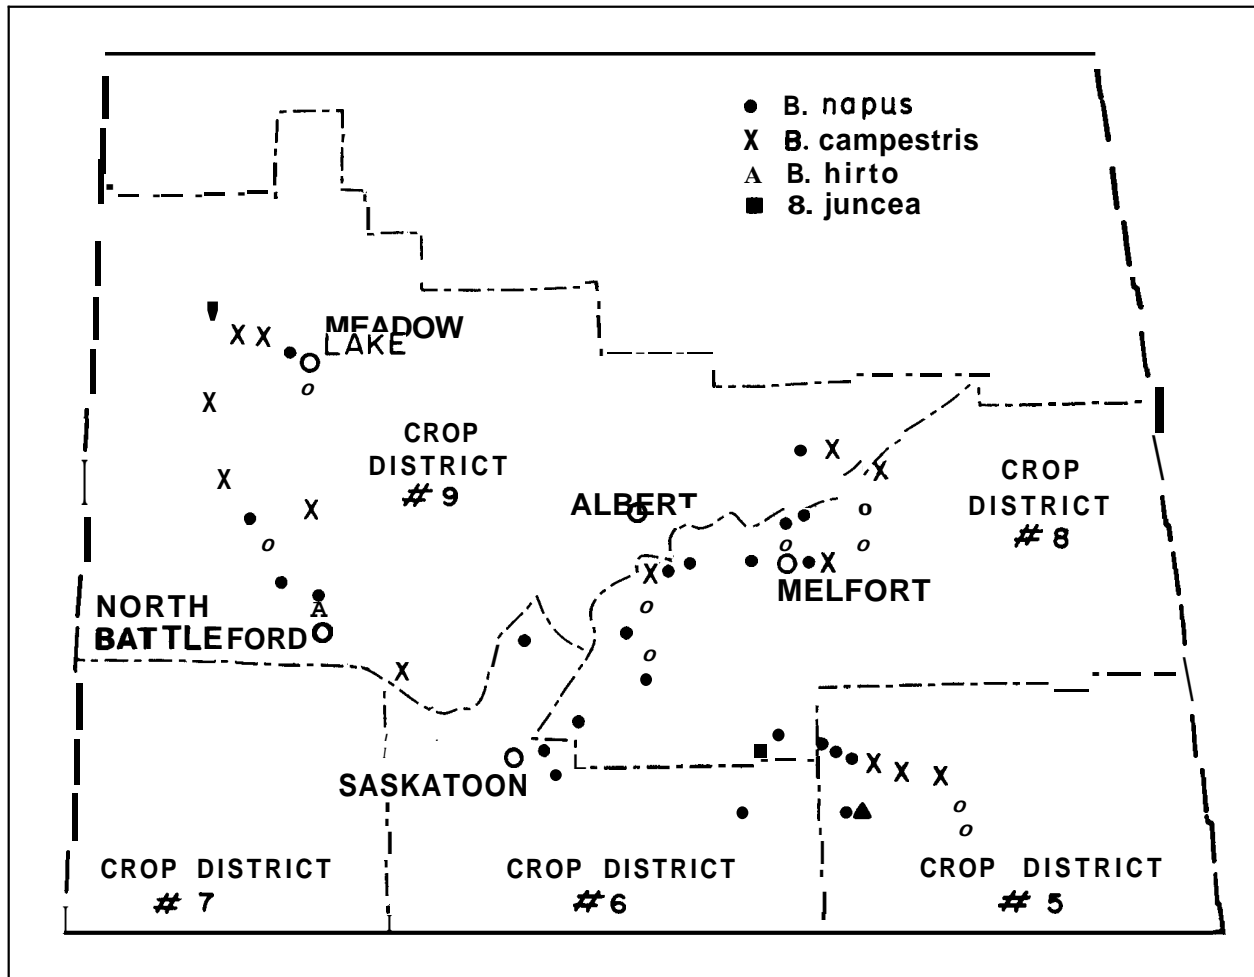 B. napus
X B. campestris
A B. hirto
8. juncea
MEADOW
LAKE
CROP
DISTRICT
# 9
CROP
DISTRICT
# 8
ALBERT
MELFORT
NORTH
BATTLEFORD
SASKATOON
CROP DISTRICT
# 7
CROP DISTRICT
# 6
CROP DISTRICT
# 5